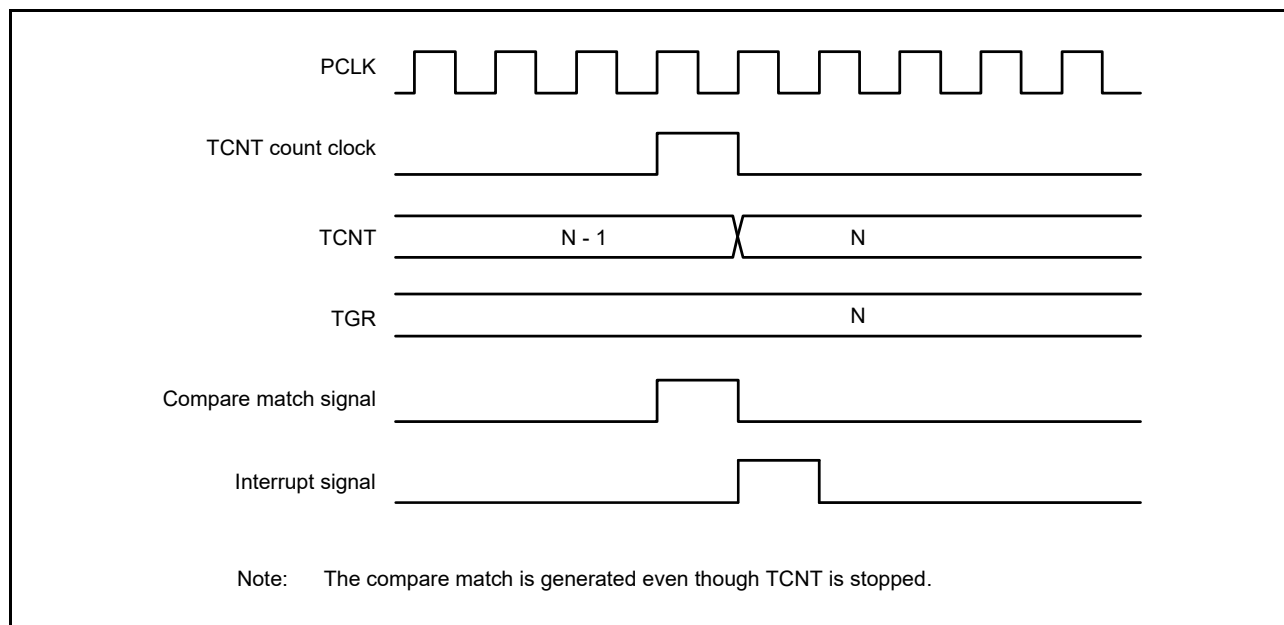 PCLK
TCNT count clock
TCNT
N - 1
N
TGR
N
Compare match signal
Interrupt signal
Note: The compare match is generated even though TCNT is stopped.